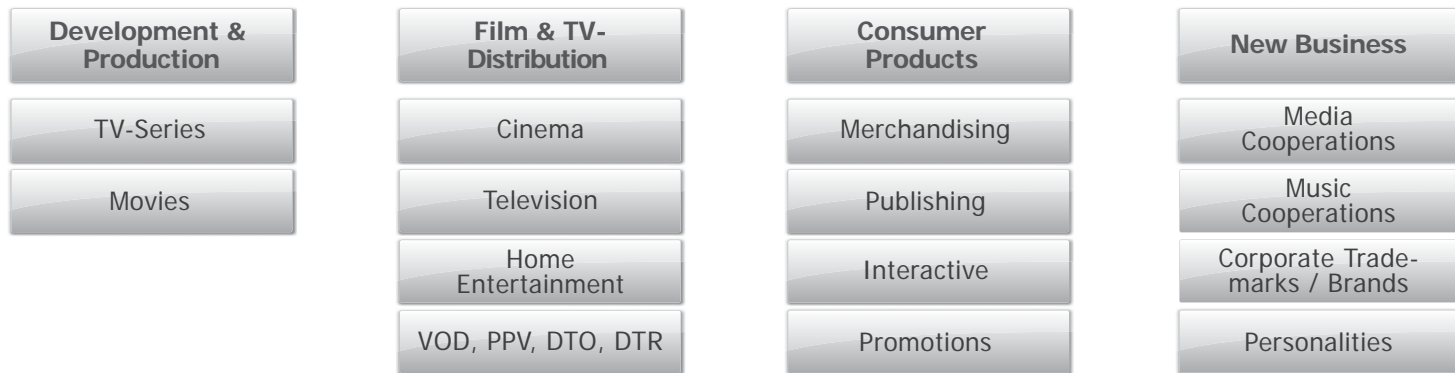 Development &
Production
TV-Series
Movies
Film & TV-
Distribution
Cinema
Television
Home
Entertainment
VOD, PPV, DTO, DTR
Consumer
Products
Merchandising
Publishing
Interactive
Promotions
New Business
Media
Cooperations
Music
Cooperations
Corporate Trade-
marks / Brands
Personalities